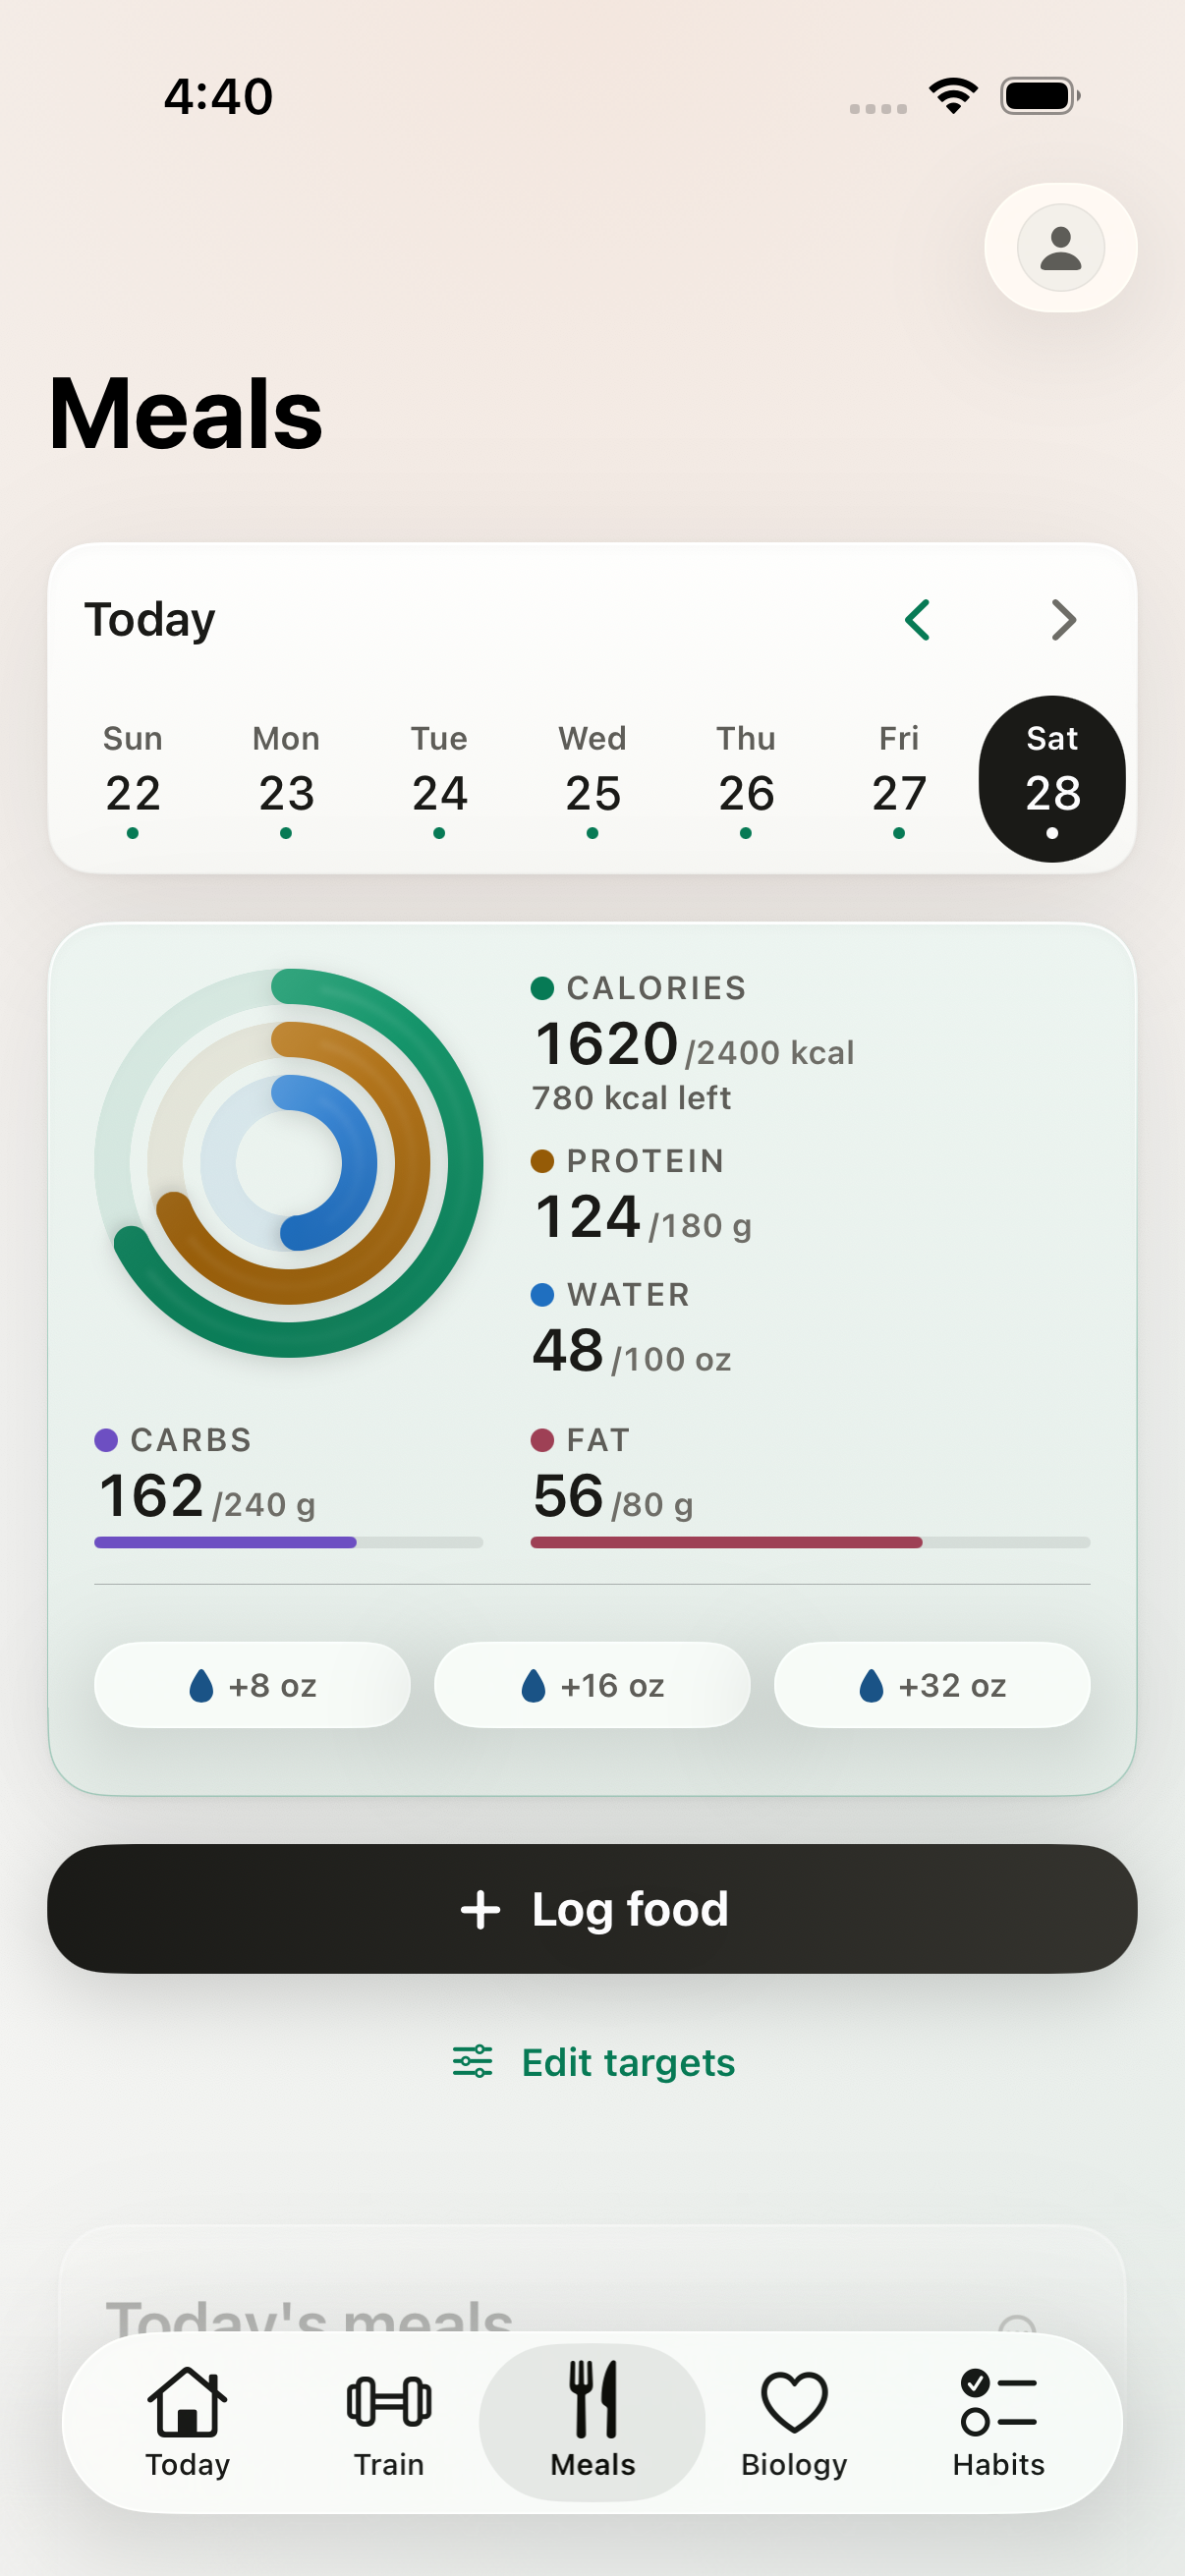 4:40
Meals
Today
Sun Mon Tue Wed Thu Fri Sat
22 23 24 25 26 27 28
CALORIES
1620/2400 kcal
780 kcal left
PROTEIN
124/180 g
WATER
48/100 oz
CARBS
162/240 g
FAT
56/80 g
+8 oz
+16 oz
+32 oz
Log food
Edit targets
Today's meals
Today
Train
Meals
Biology
Habits